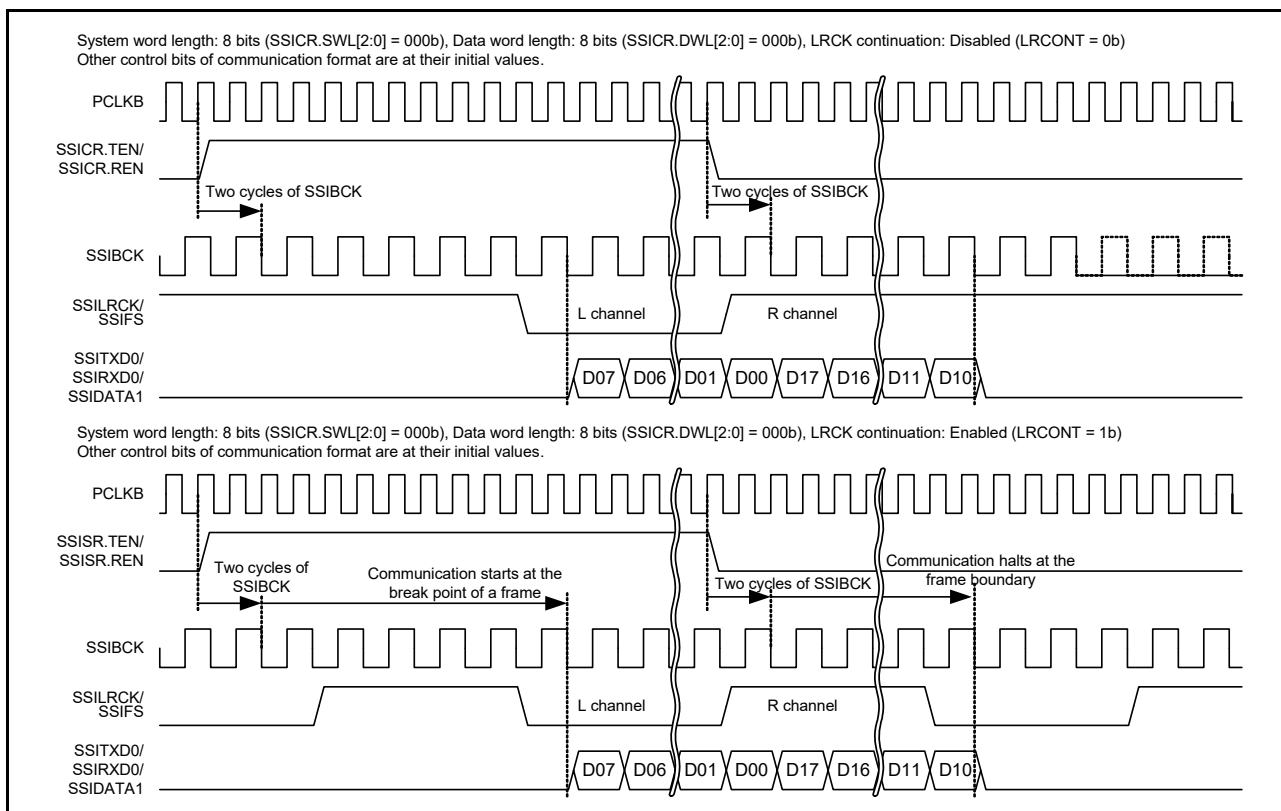 System word length: 8 bits (SSICR.SWL[2:0] = 000b), Data word length: 8 bits (SSICR.DWL[2:0] = 000b), LRCK continuation: Disabled (LRCONT = 0b)
Other control bits of communication format are at their initial values.
PCLKB
SSICR.TEN/
SSICR.REN
Two cycles of SSIBCK
Two cycles of SSIBCK
SSIBCK
SSILRCK/
SSIFS
L channel
R channel
SSITXD0/
SSIRXD0/
SSIDATA1
D07 D06 D01 D00 D17 D16 D11 D10
System word length: 8 bits (SSICR.SWL[2:0] = 000b), Data word length: 8 bits (SSICR.DWL[2:0] = 000b), LRCK continuation: Enabled (LRCONT = 1b)
Other control bits of communication format are at their initial values.
PCLKB
SSISR.TEN/
SSISR.REN
Two cycles of
SSIBCK
Communication starts at the
break point of a frame
Two cycles of SSIBCK
Communication halts at the
frame boundary
SSIBCK
SSILRCK/
SSIFS
L channel
R channel
SSITXD0/
SSIRXD0/
SSIDATA1
D07 D06 D01 D00 D17 D16 D11 D10